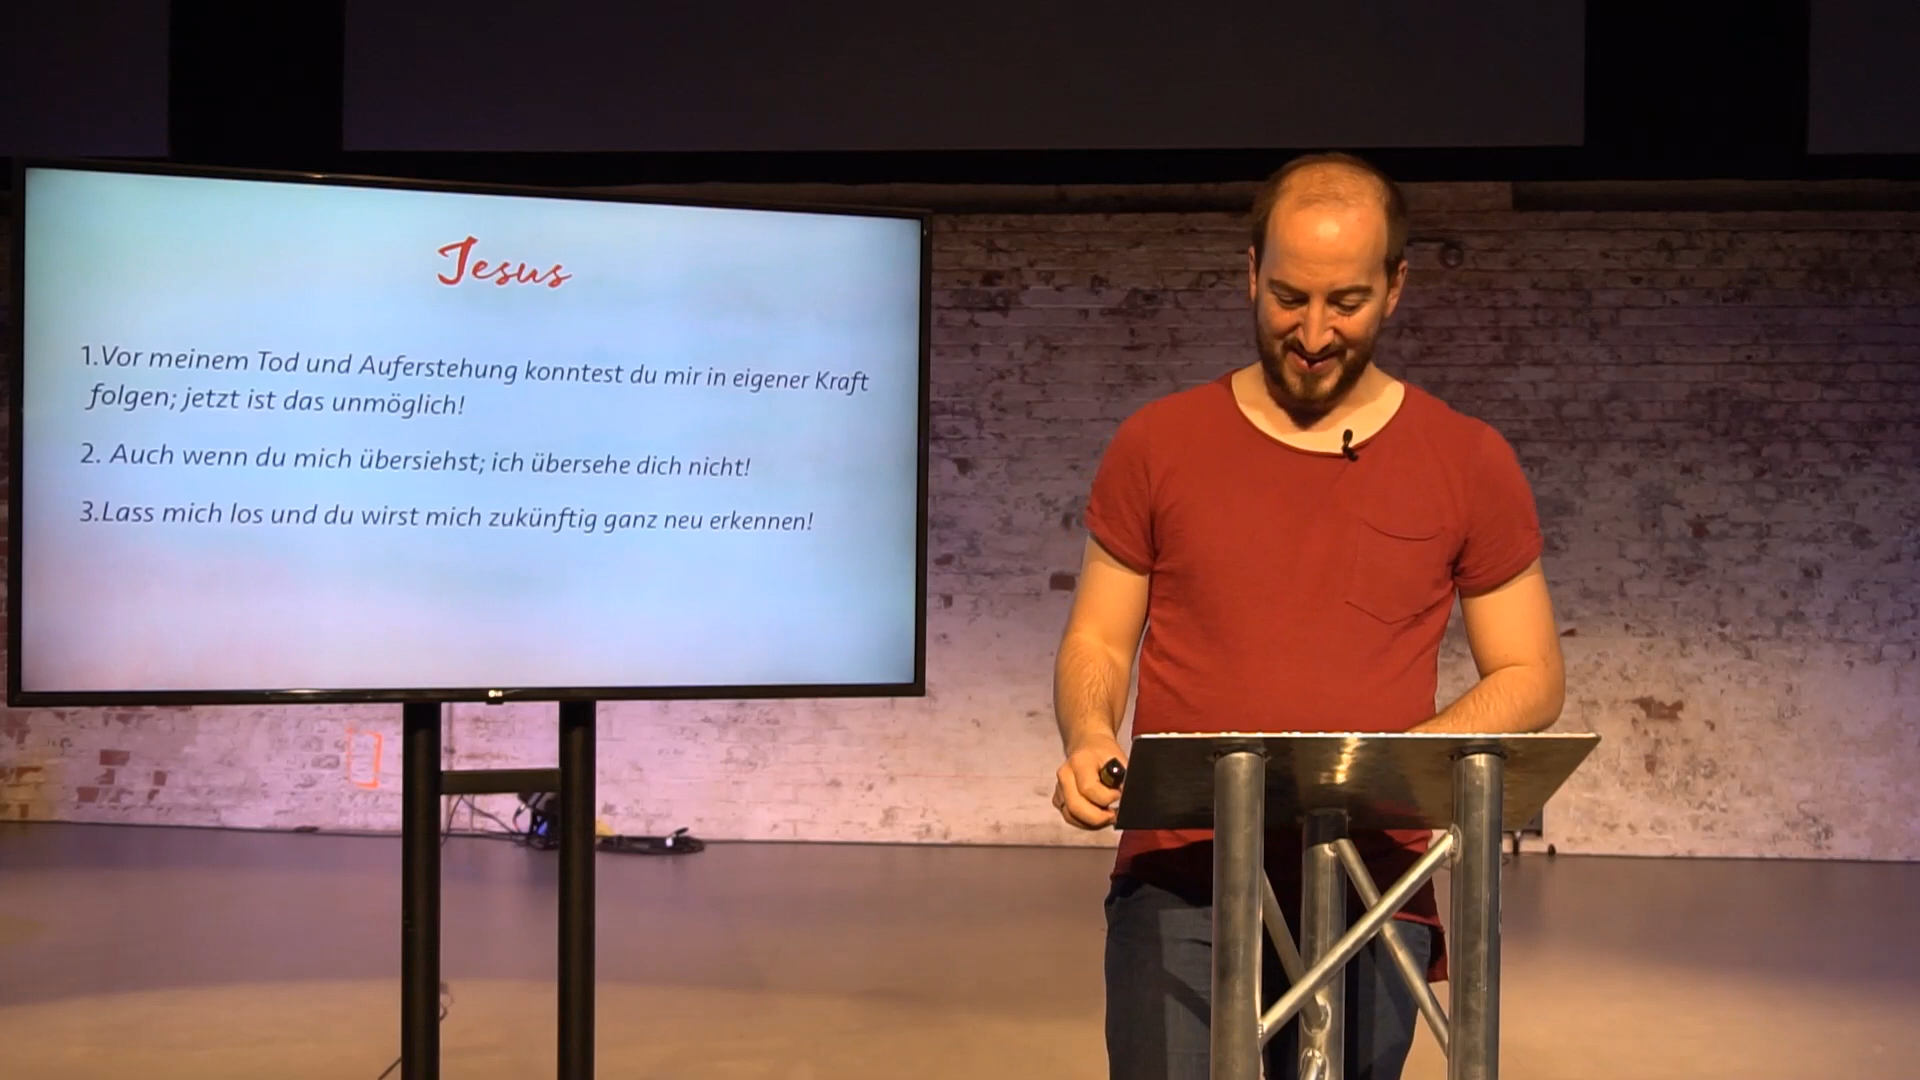 Jesus
1.Vor meinem Tod und Auferstehung konntest du mir in eigener Kraft
folgen; jetzt ist das unmöglich!
2. Auch wenn du mich übersiehst; ich übersehe dich nicht!
3.Lass mich los und du wirst mich zukünftig ganz neu erkennen!
LG